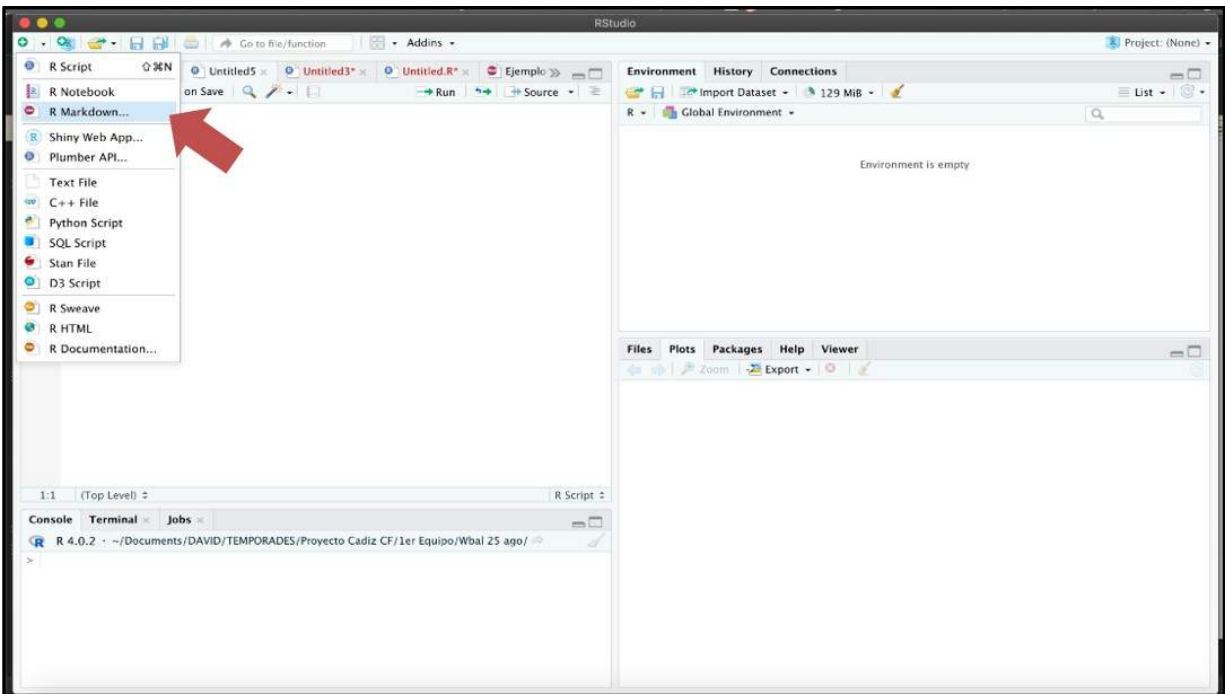 RStudio
Go to file/function
Addins
Project: (None)
R Script ⇧⌘N
R Notebook
R Markdown...
Shiny Web App...
Plumber API...
Text File
C++ File
Python Script
SQL Script
Stan File
D3 Script
R Sweave
R HTML
R Documentation...
Untitled5
Untitled3*
Untitled.R*
Ejemplo
on Save
Run
Source
1:1
(Top Level)
R Script
Console
Terminal
Jobs
R 4.0.2 · ~/Documents/DAVID/TEMPORADES/Proyecto Cadiz CF/1er Equipo/Wbal 25 ago/
>
Environment
History
Connections
Import Dataset
129 MiB
List
R
Global Environment
Environment is empty
Files
Plots
Packages
Help
Viewer
Zoom
Export